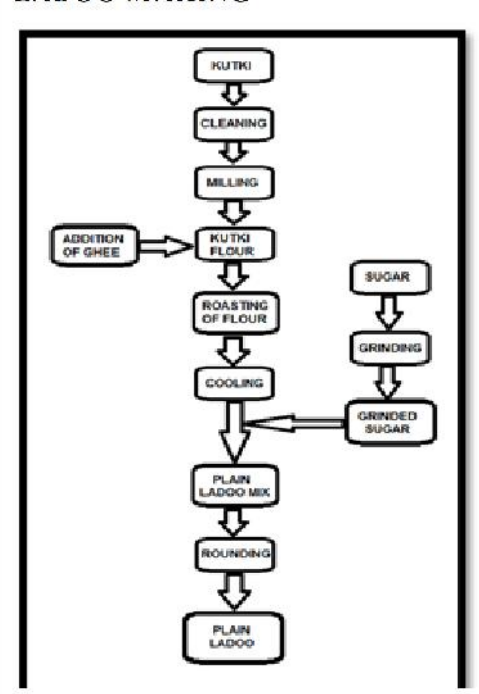 KUTKI
CLEANING
MILLING
ADDITION
OF GHEE
KUTKI
FLOUR
ROASTING
OF FLOUR
SUGAR
GRINDING
COOLING
GRINDED
SUGAR
PLAIN
LADOO MIX
ROUNDING
PLAIN
LADOO